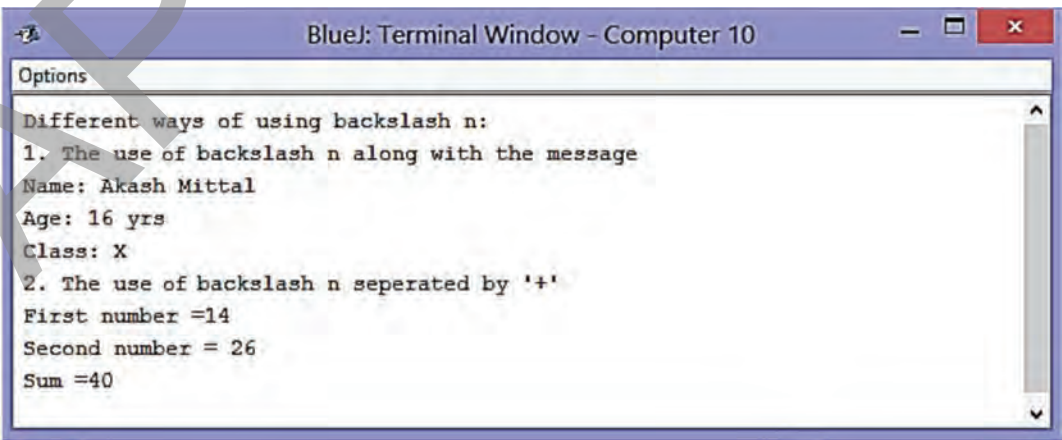 BlueJ: Terminal Window - Computer 10
Options
Different ways of using backslash n:
1. The use of backslash n along with the message
Name: Akash Mittal
Age: 16 yrs
Class: X
2. The use of backslash n seperated by '+'
First number =14
Second number = 26
Sum =40